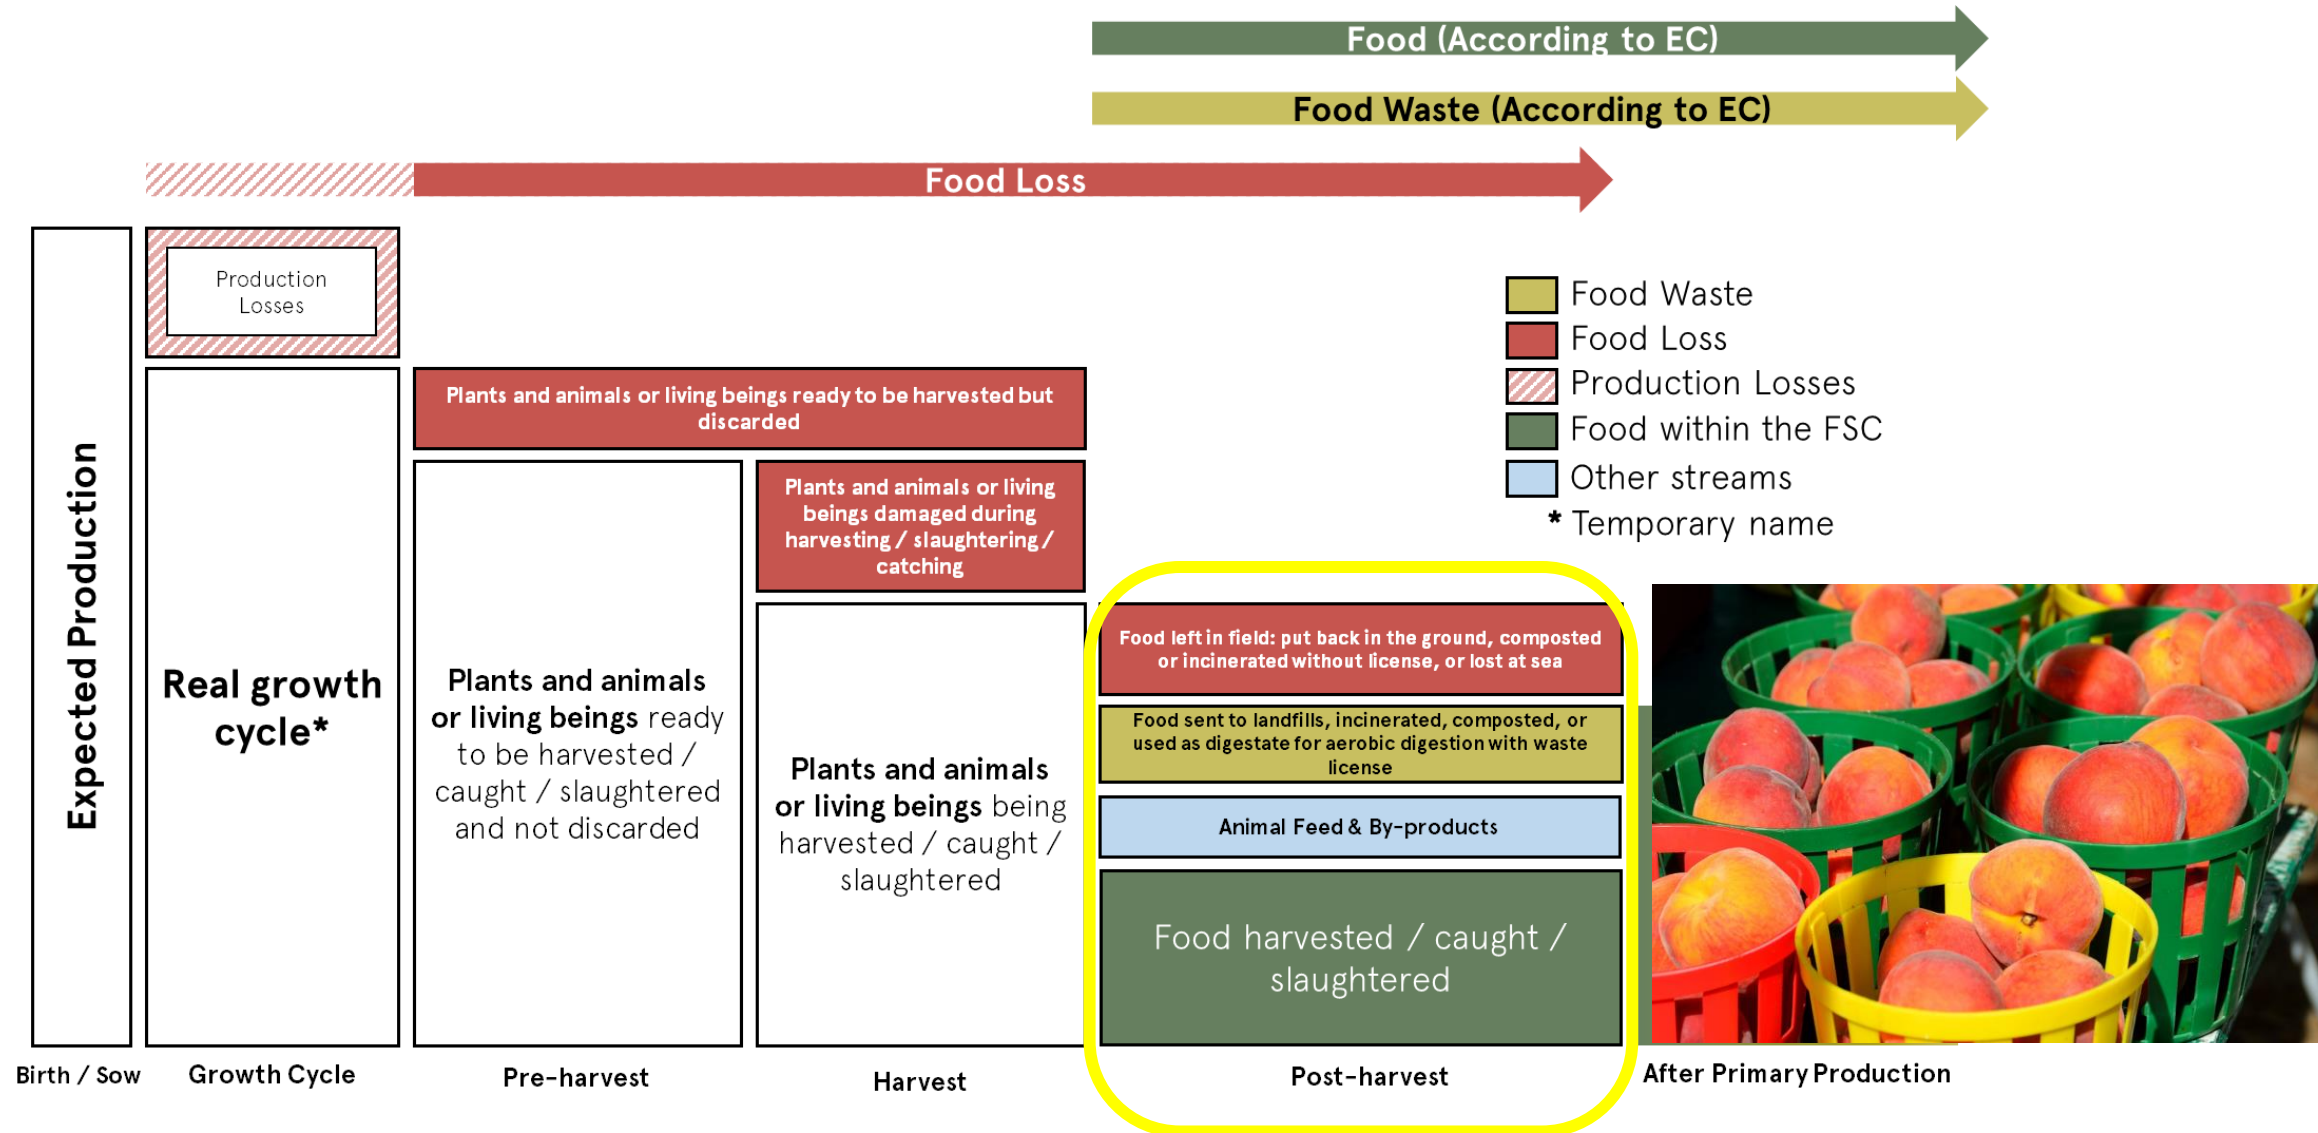 Food (According to EC)
Food Waste (According to EC)
Food Loss
Production
Losses
Food Waste
Food Loss
Production Losses
Food within the FSC
Other streams
* Temporary name
Expected Production
Real growth
cycle*
Plants and animals or living beings ready to be harvested but
discarded
Plants and animals
or living beings ready
to be harvested /
caught / slaughtered
and not discarded
Plants and animals or living
beings damaged during
harvesting / slaughtering /
catching
Plants and animals
or living beings being
harvested / caught /
slaughtered
Food left in field: put back in the ground, composted
or incinerated without license, or lost at sea
Food sent to landfills, incinerated, composted, or
used as digestate for aerobic digestion with waste
license
Animal Feed & By-products
Food harvested / caught /
slaughtered
Birth / Sow
Growth Cycle
Pre-harvest
Harvest
Post-harvest
After Primary Production